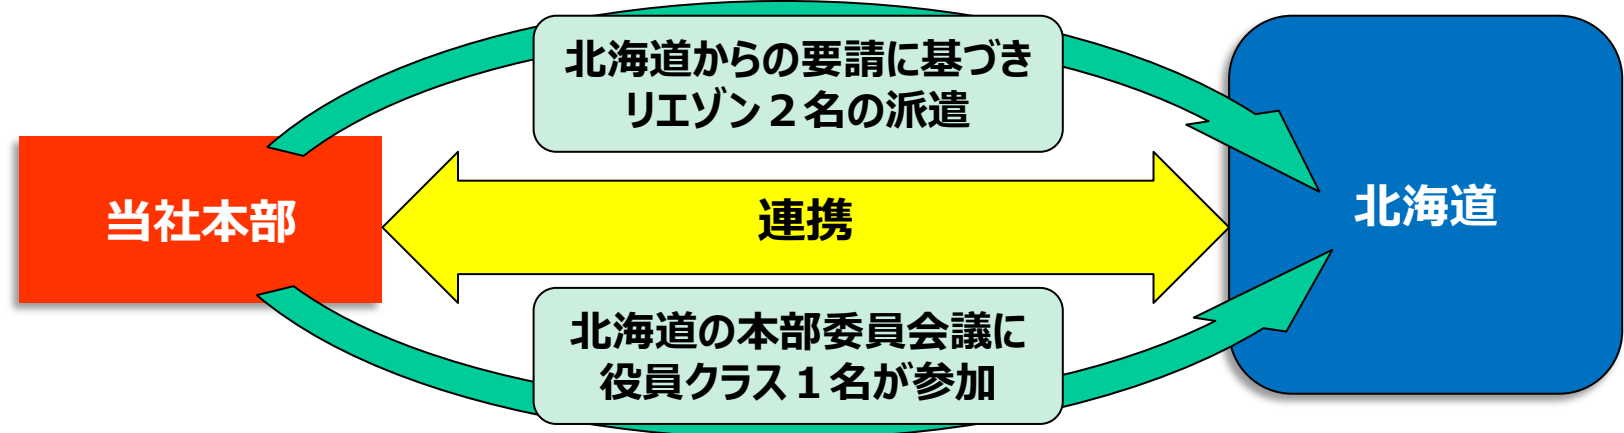 北海道からの要請に基づき
リエゾン２名の派遣
当社本部
連携
北海道
北海道の本部委員会議に
役員クラス１名が参加